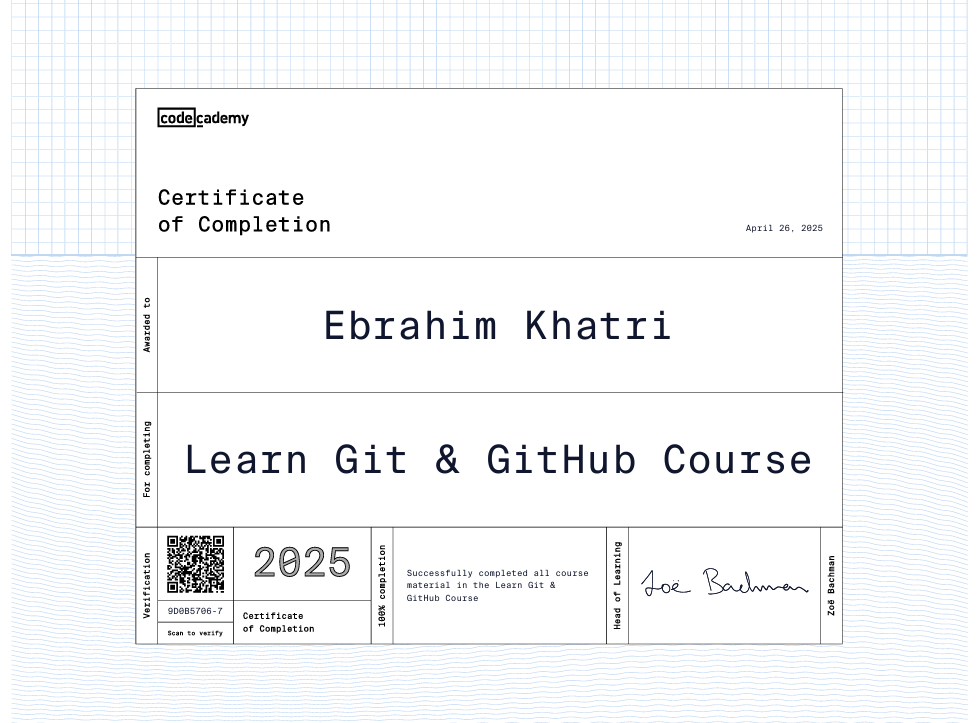 codecademy
Certificate
of Completion
April 26, 2025
Awarded to
Ebrahim Khatri
For completing
Learn Git & GitHub Course
Verification
9D0B5706-7
Scan to verify
2025
Certificate
of Completion
100% completion
Successfully completed all course
material in the Learn Git &
GitHub Course
Head of Learning
Zoë Bachman
Zoë Bachman